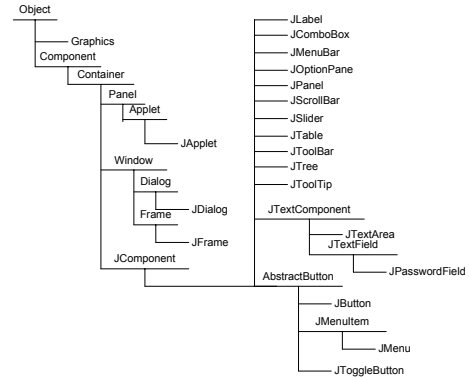 Object
Graphics
Component
Container
Panel
Applet
JApplet
Window
Dialog
JDialog
Frame
JFrame
JComponent
JLabel
JComboBox
JMenuBar
JOptionPane
JPanel
JScrollBar
JSlider
JTable
JToolBar
JTree
JToolTip
JTextComponent
JTextArea
JTextField
JPasswordField
AbstractButton
JButton
JMenuItem
JMenu
JToggleButton